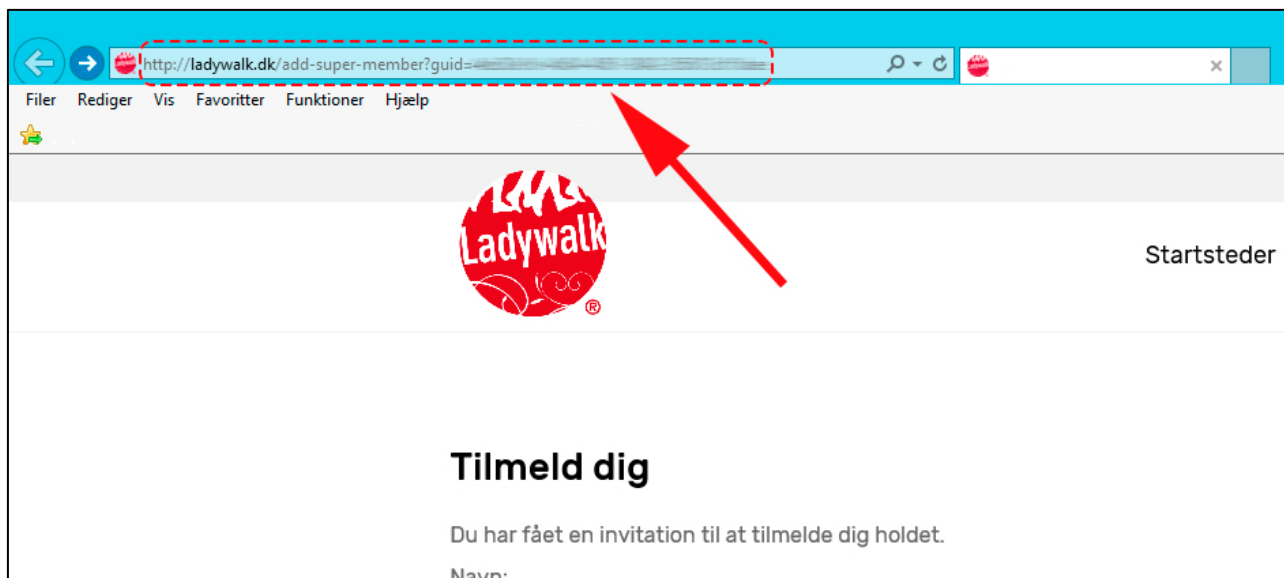 http://ladywalk.dk/add-super-member?guid=
Filer Rediger Vis Favoritter Funktioner Hjælp
Ladywalk
®
Startsteder
Tilmeld dig
Du har fået en invitation til at tilmelde dig holdet.
Navn: